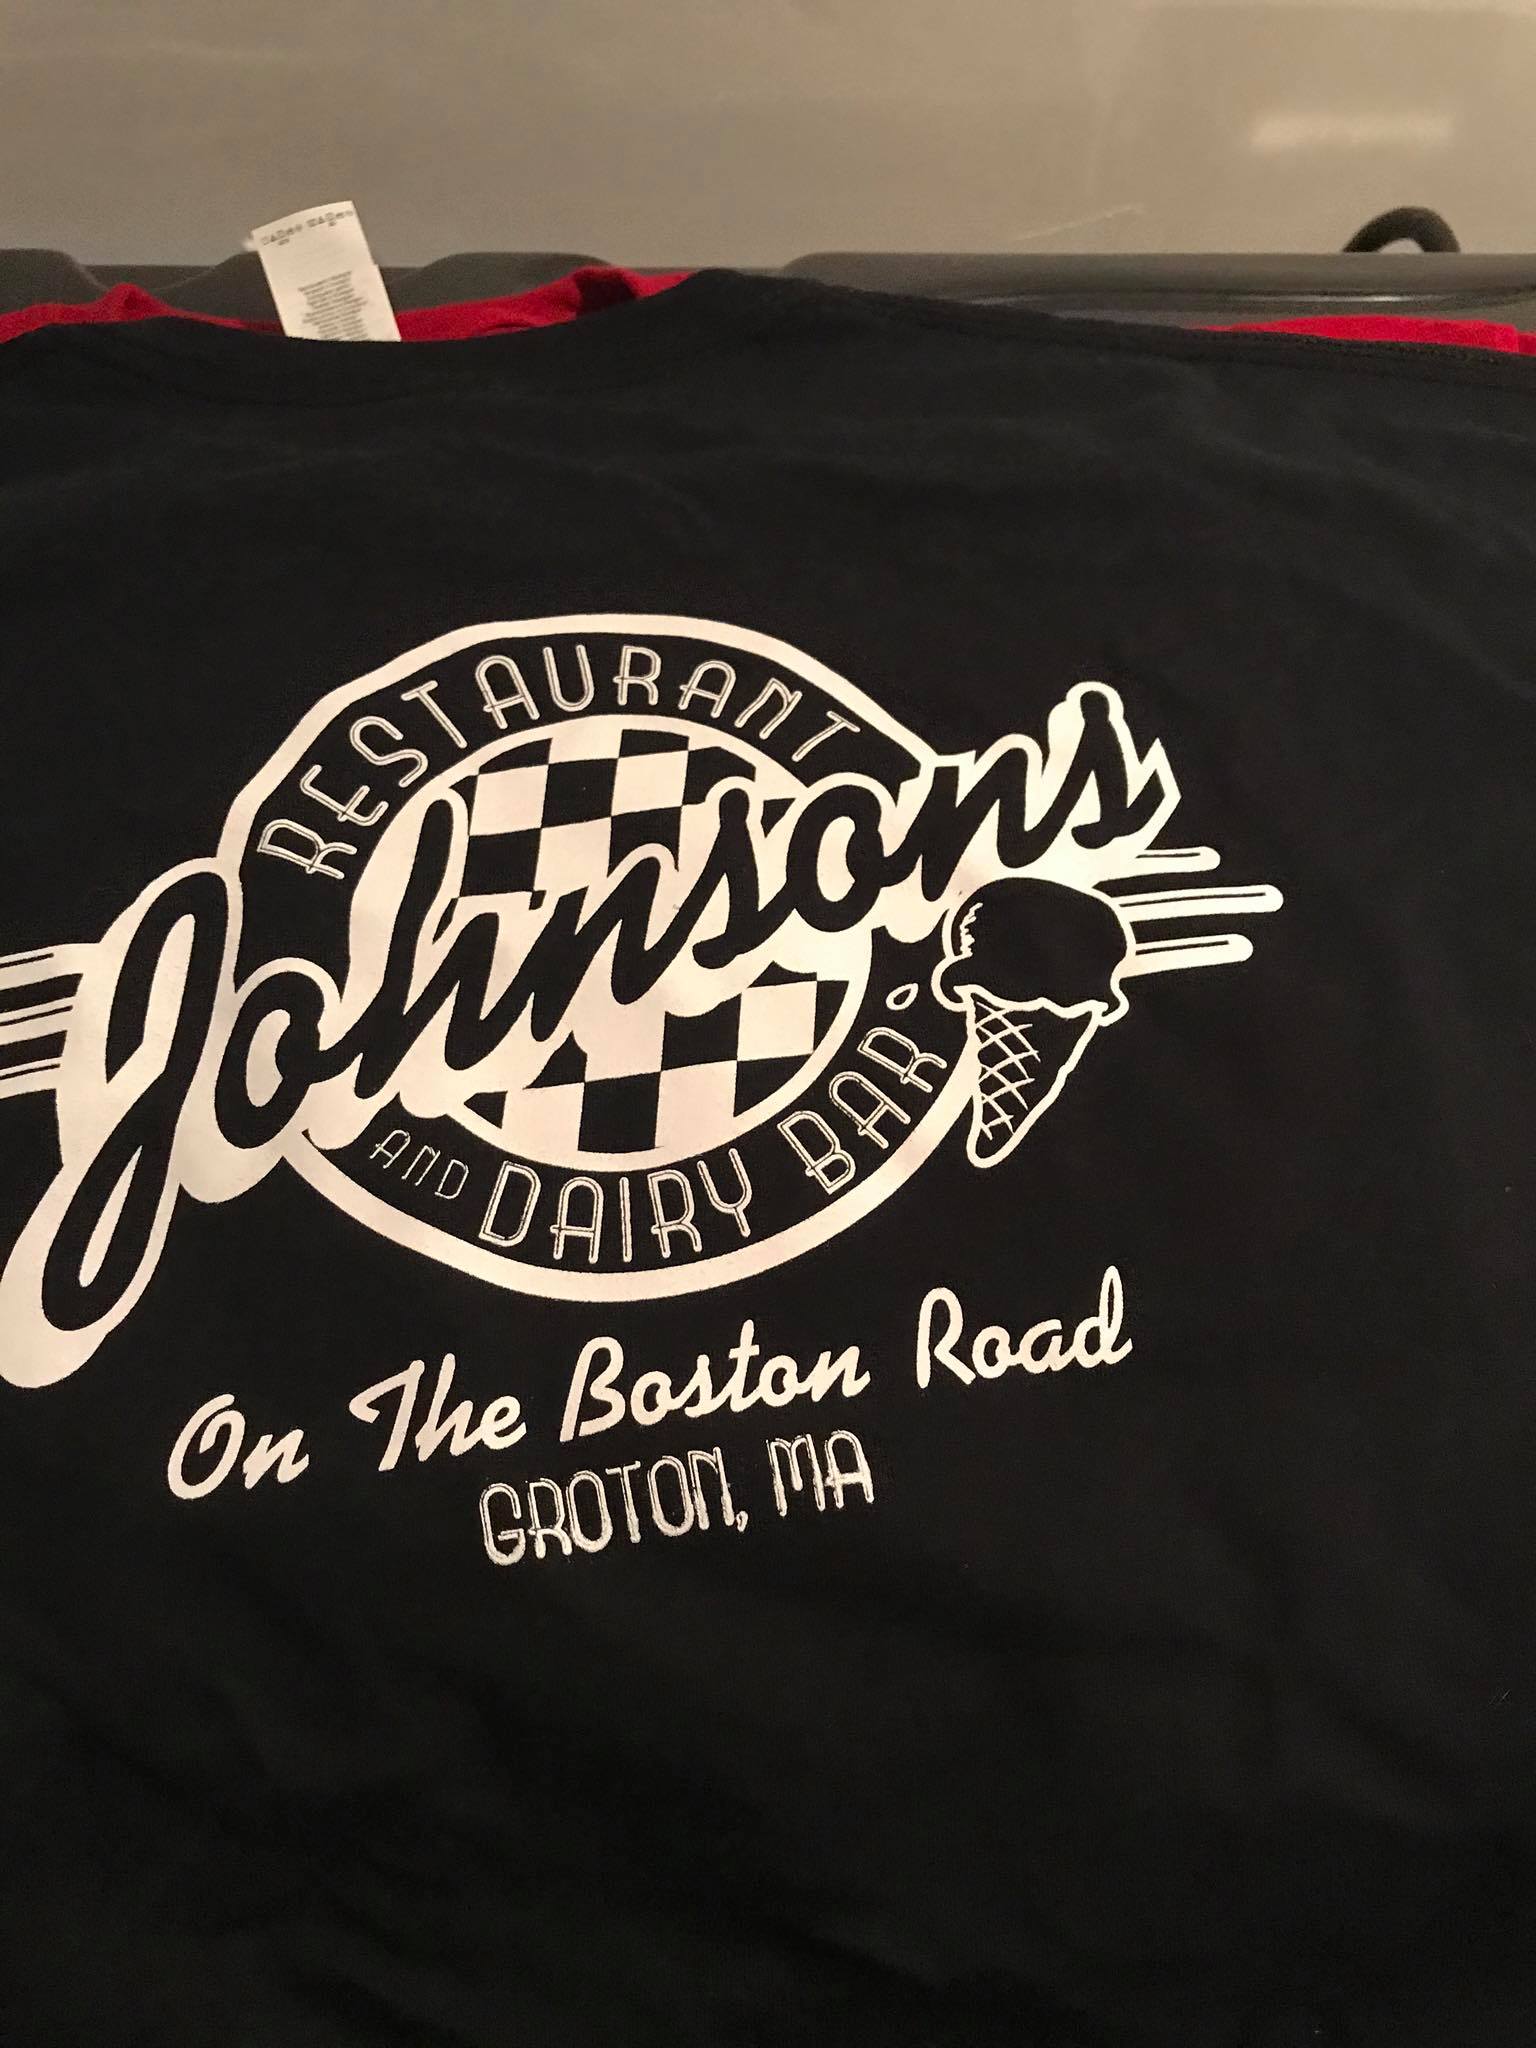 RESTAURANT
Johnsons
AND DAIRY BAR
On The Boston Road
GROTON, MA